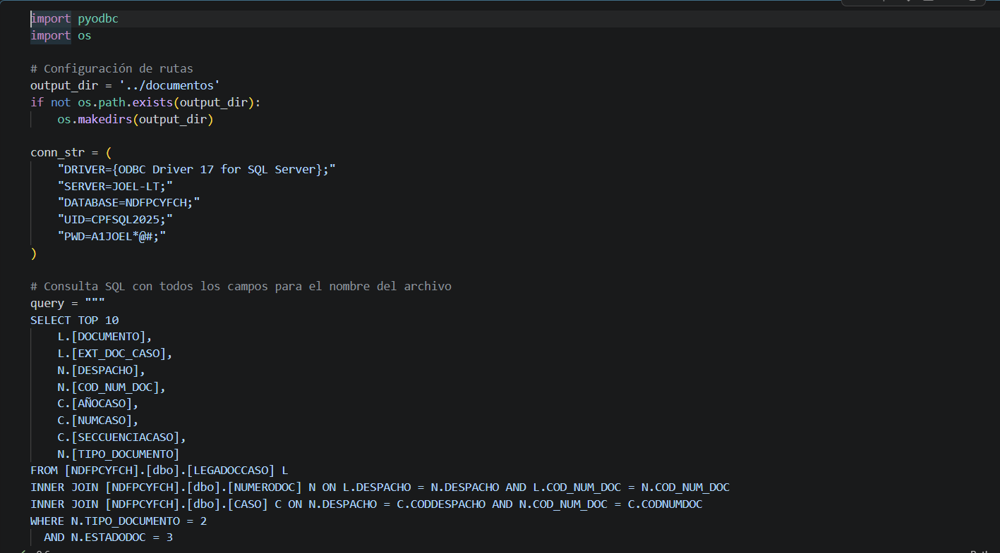 import pyodbc
import os
# Configuración de rutas
output_dir = '../documentos'
if not os.path.exists(output_dir):
    os.makedirs(output_dir)
conn_str = (
    "DRIVER={ODBC Driver 17 for SQL Server};"
    "SERVER=JOEL-LT;"
    "DATABASE=NDFPCYFCH;"
    "UID=CPFSQL2025;"
    "PWD=A1JOEL*@#;"
)
# Consulta SQL con todos los campos para el nombre del archivo
query = """
SELECT TOP 10
    L.[DOCUMENTO],
    L.[EXT_DOC_CASO],
    N.[DESPACHO],
    N.[COD_NUM_DOC],
    C.[AÑOCASO],
    C.[NUMCASO],
    C.[SECCUENCIACASO],
    N.[TIPO_DOCUMENTO]
FROM [NDFPCYFCH].[dbo].[LEGADOCCASO] L
INNER JOIN [NDFPCYFCH].[dbo].[NUMERODOC] N ON L.DESPACHO = N.DESPACHO AND L.COD_NUM_DOC = N.COD_NUM_DOC
INNER JOIN [NDFPCYFCH].[dbo].[CASO] C ON N.DESPACHO = C.CODDESPACHO AND N.COD_NUM_DOC = C.CODNUMDOC
WHERE N.TIPO_DOCUMENTO = 2
  AND N.ESTADODOC = 3